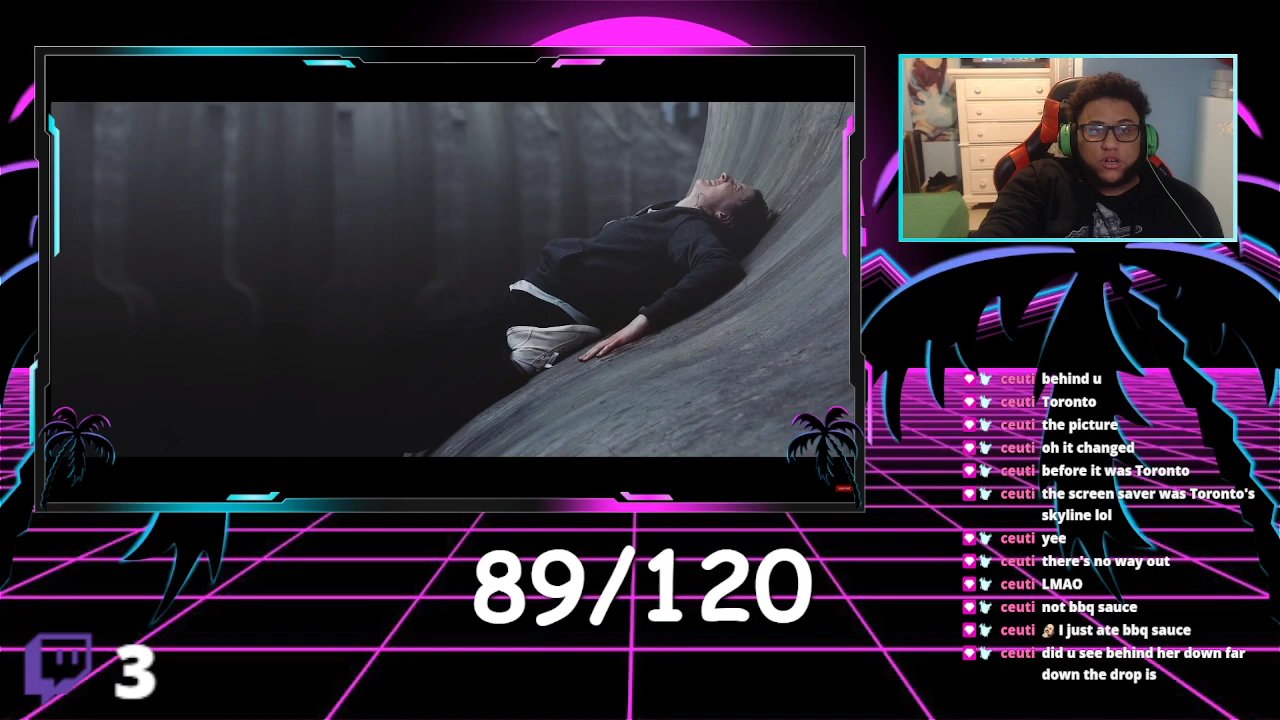 ceuti behind u
ceuti Toronto
ceuti the picture
ceuti oh it changed
ceuti before it was Toronto
ceuti the screen saver was Toronto's
skyline lol
ceuti yee
ceuti there's no way out
ceuti LMAO
ceuti not bbq sauce
ceuti I just ate bbq sauce
ceuti did u see behind her down far
down the drop is
89/120
3